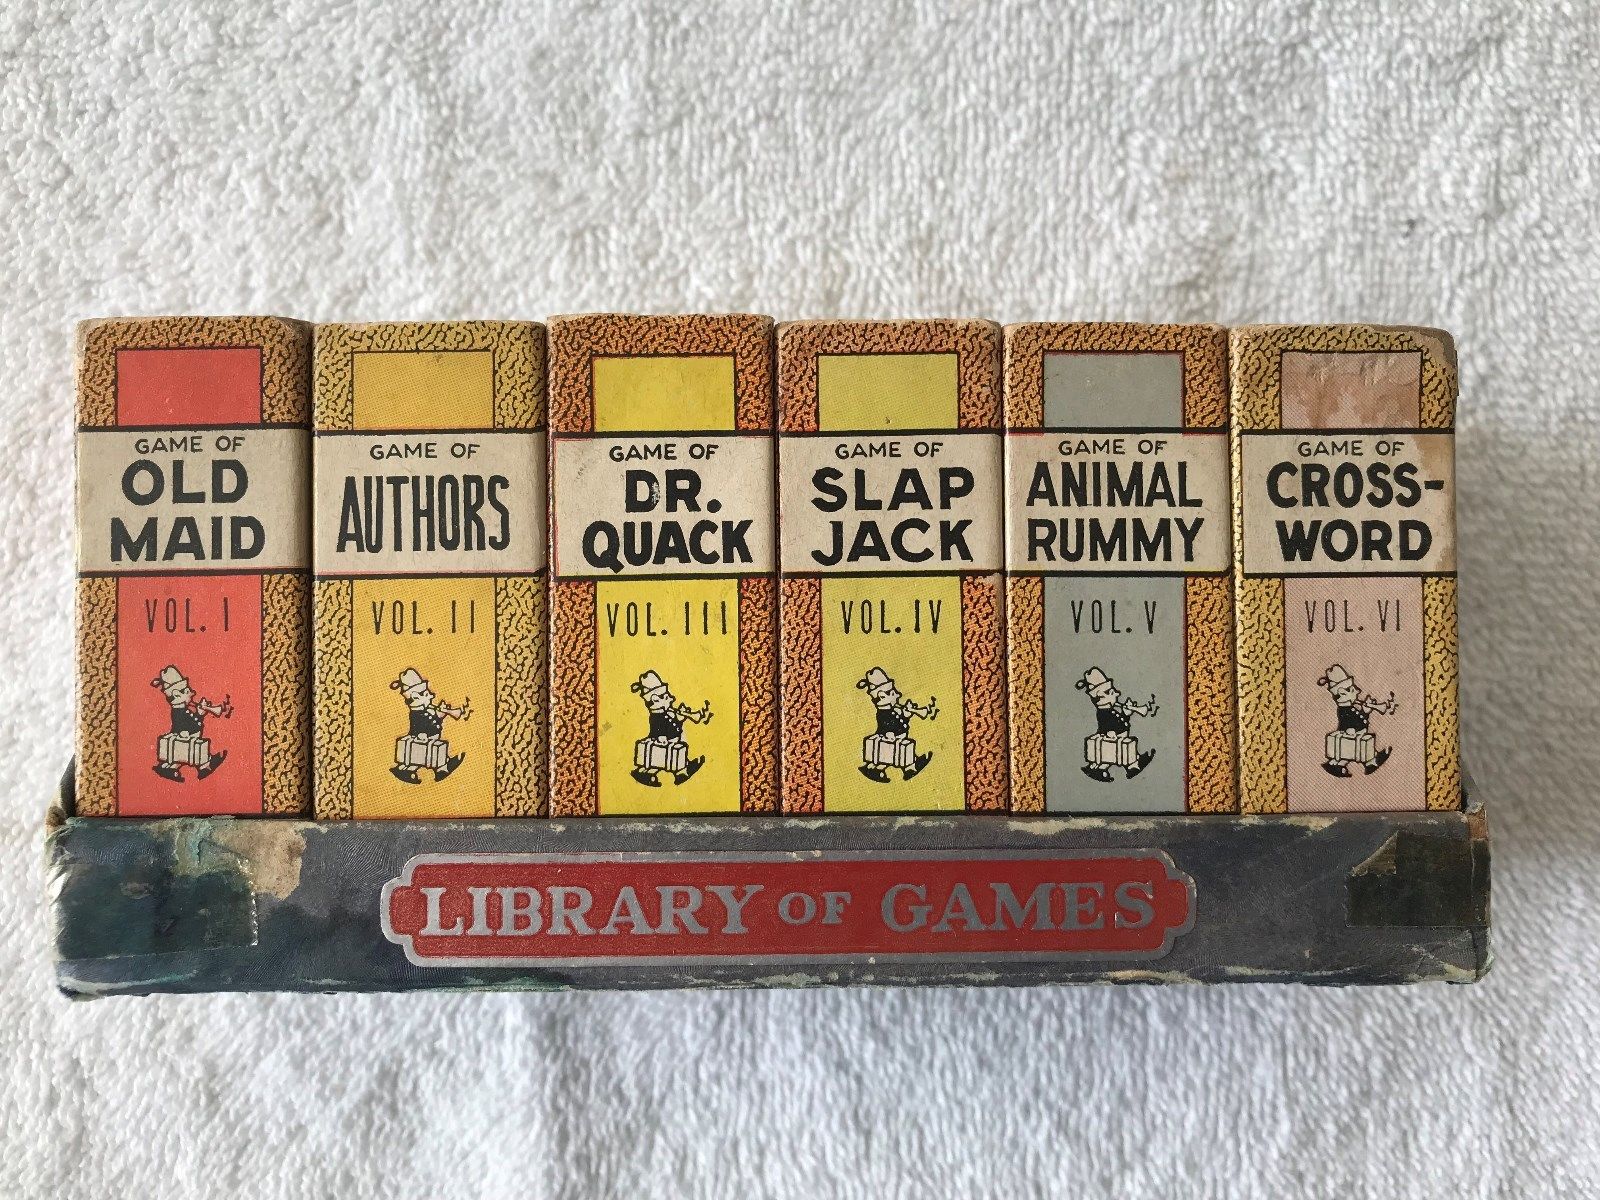 GAME OF
OLD
MAID
VOL. I
GAME OF
AUTHORS
VOL. II
GAME OF
DR.
QUACK
VOL. III
GAME OF
SLAP
JACK
VOL. IV
GAME OF
ANIMAL
RUMMY
VOL. V
GAME OF
CROSS-
WORD
VOL. VI
LIBRARY OF GAMES